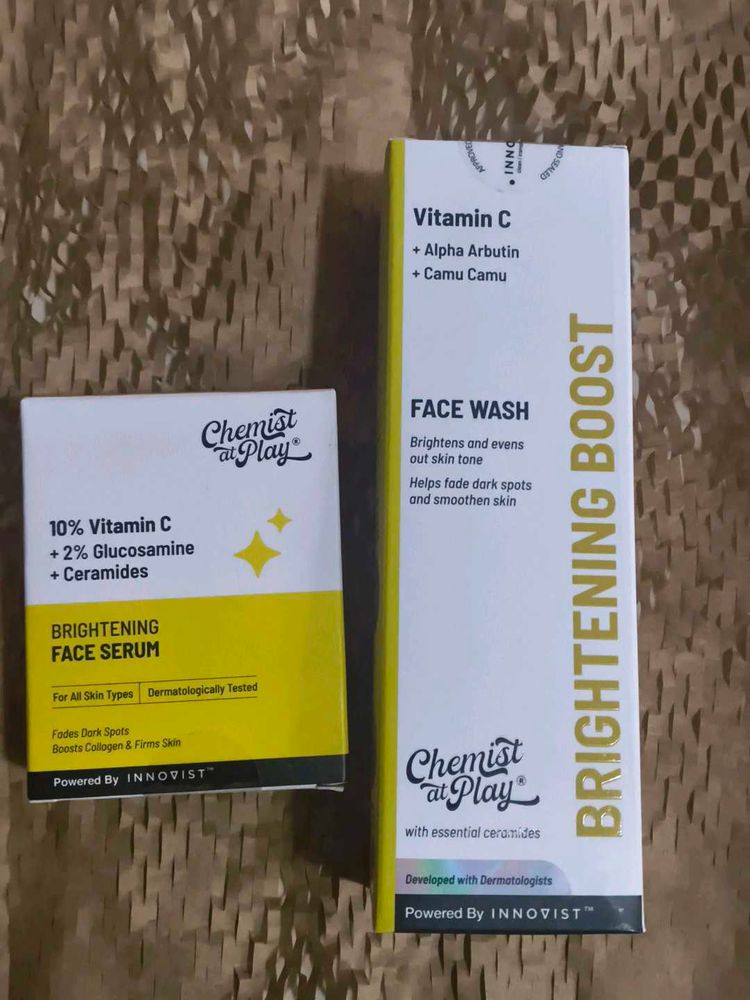 Chemist
at Play®
10% Vitamin C
+ 2% Glucosamine
+ Ceramides
BRIGHTENING
FACE SERUM
For All Skin Types | Dermatologically Tested
Fades Dark Spots
Boosts Collagen & Firms Skin
Powered By INNOVIST™
INNO
AND SEALED
Vitamin C
+ Alpha Arbutin
+ Camu Camu
FACE WASH
Brightens and evens
out skin tone
Helps fade dark spots
and smoothen skin
BRIGHTENING BOOST
Chemist
at Play®
with essential ceramides
Developed with Dermatologists
Powered By INNOVIST™